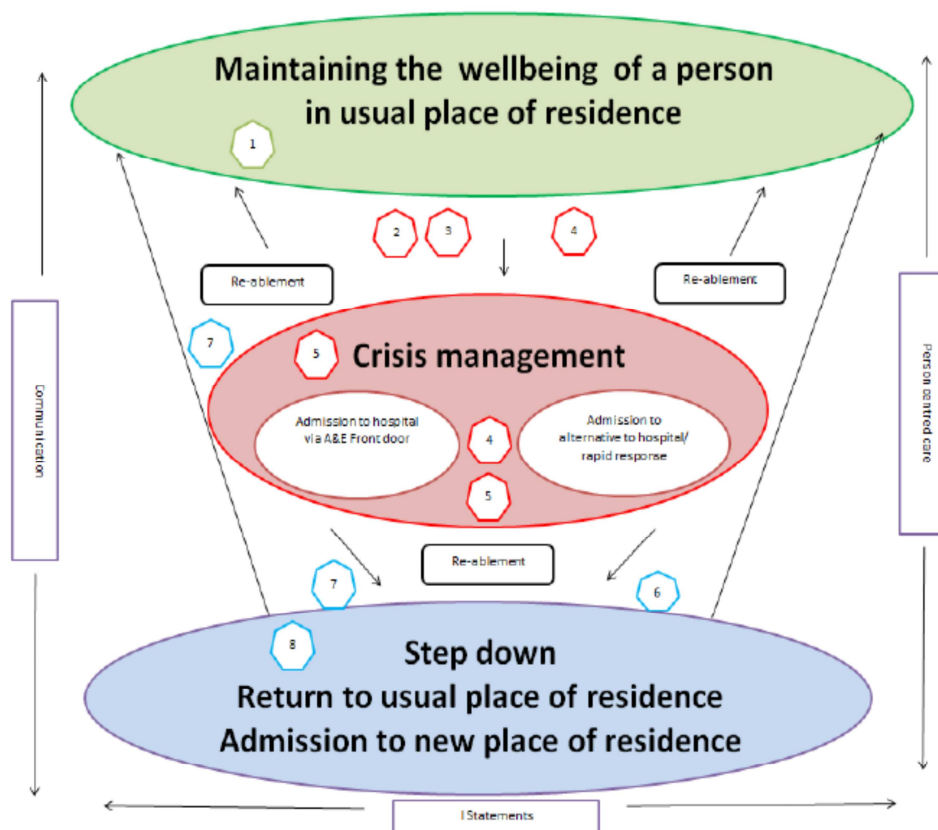 Maintaining the wellbeing of a person
in usual place of residence
1
2
3
4
Re-ablement
Re-ablement
7
5
Crisis management
Admission to hospital
via A&E Front door
4
Admission to
alternative to hospital/
rapid response
5
Communication
Person centred care
Re-ablement
7
6
8
Step down
Return to usual place of residence
Admission to new place of residence
I Statements